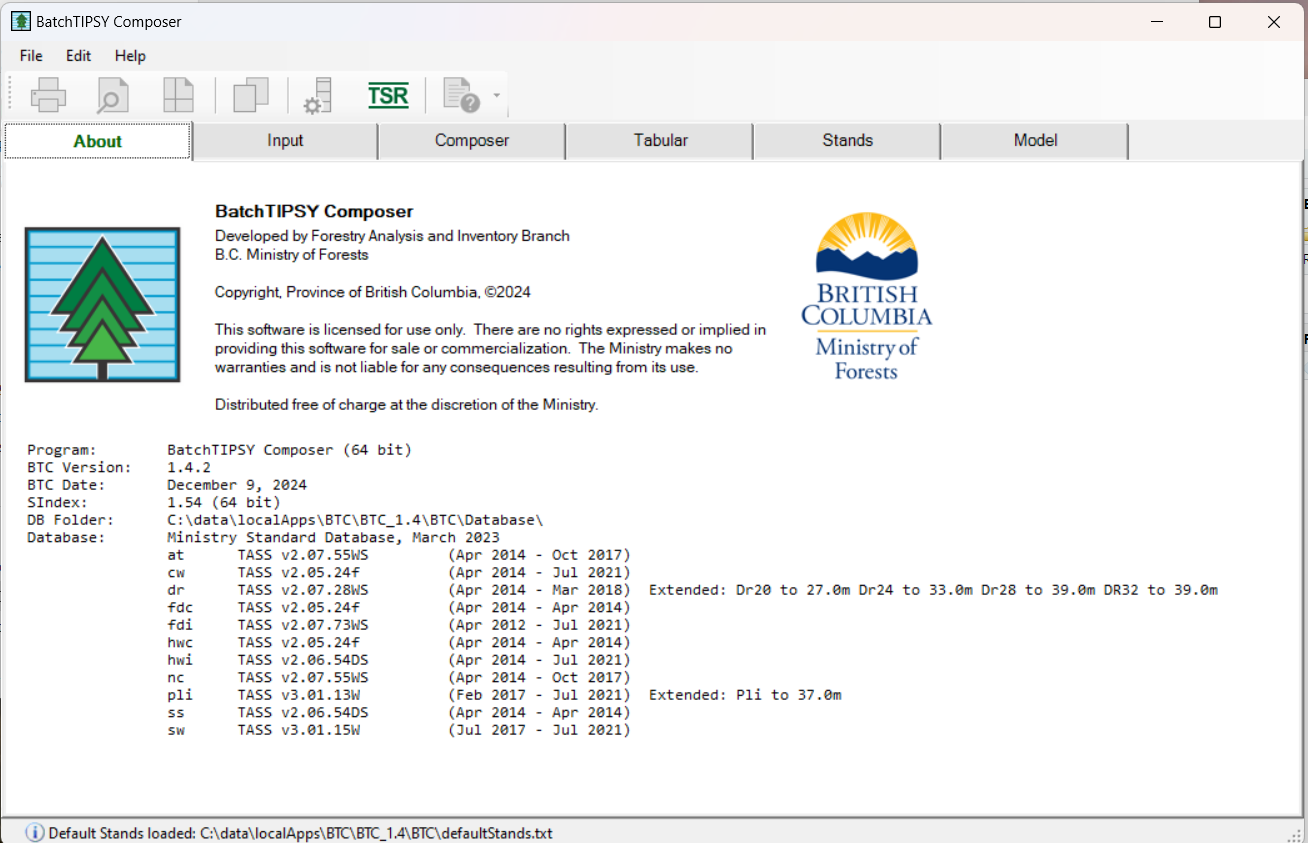 BatchTIPSY Composer
File Edit Help
TSR
About Input Composer Tabular Stands Model
BatchTIPSY Composer
Developed by Forestry Analysis and Inventory Branch
B.C. Ministry of Forests
Copyright, Province of British Columbia, ©2024
This software is licensed for use only. There are no rights expressed or implied in
providing this software for sale or commercialization. The Ministry makes no
warranties and is not liable for any consequences resulting from its use.
Distributed free of charge at the discretion of the Ministry.
BRITISH
COLUMBIA
Ministry of
Forests
Program: BatchTIPSY Composer (64 bit)
BTC Version: 1.4.2
BTC Date: December 9, 2024
SIndex: 1.54 (64 bit)
DB Folder: C:\data\localApps\BTC\BTC_1.4\BTC\Database\
Database: Ministry Standard Database, March 2023
at TASS v2.07.55WS (Apr 2014 - Oct 2017)
cw TASS v2.05.24f (Apr 2014 - Jul 2021)
dr TASS v2.07.28WS (Apr 2014 - Mar 2018) Extended: Dr20 to 27.0m Dr24 to 33.0m Dr28 to 39.0m DR32 to 39.0m
fdc TASS v2.05.24f (Apr 2014 - Apr 2014)
fdi TASS v2.07.73WS (Apr 2012 - Jul 2021)
hwc TASS v2.05.24f (Apr 2014 - Apr 2014)
hwi TASS v2.06.54DS (Apr 2014 - Jul 2021)
nc TASS v2.07.55WS (Apr 2014 - Oct 2017)
pli TASS v3.01.13W (Feb 2017 - Jul 2021) Extended: Pli to 37.0m
ss TASS v2.06.54DS (Apr 2014 - Apr 2014)
sw TASS v3.01.15W (Jul 2017 - Jul 2021)
Default Stands loaded: C:\data\localApps\BTC\BTC_1.4\BTC\defaultStands.txt